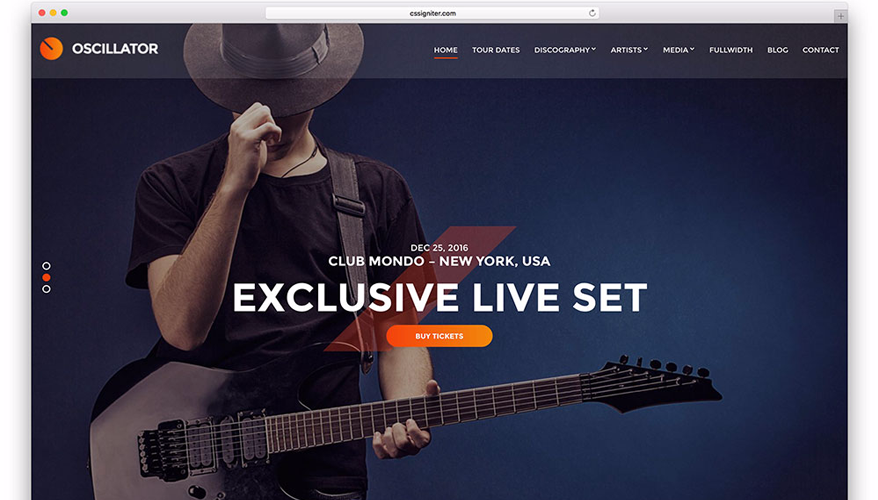 cssigniter.com
OSCILLATOR
HOME TOUR DATES DISCOGRAPHY ARTISTS MEDIA FULLWIDTH BLOG CONTACT
DEC 25, 2016
CLUB MONDO – NEW YORK, USA
EXCLUSIVE LIVE SET
BUY TICKETS